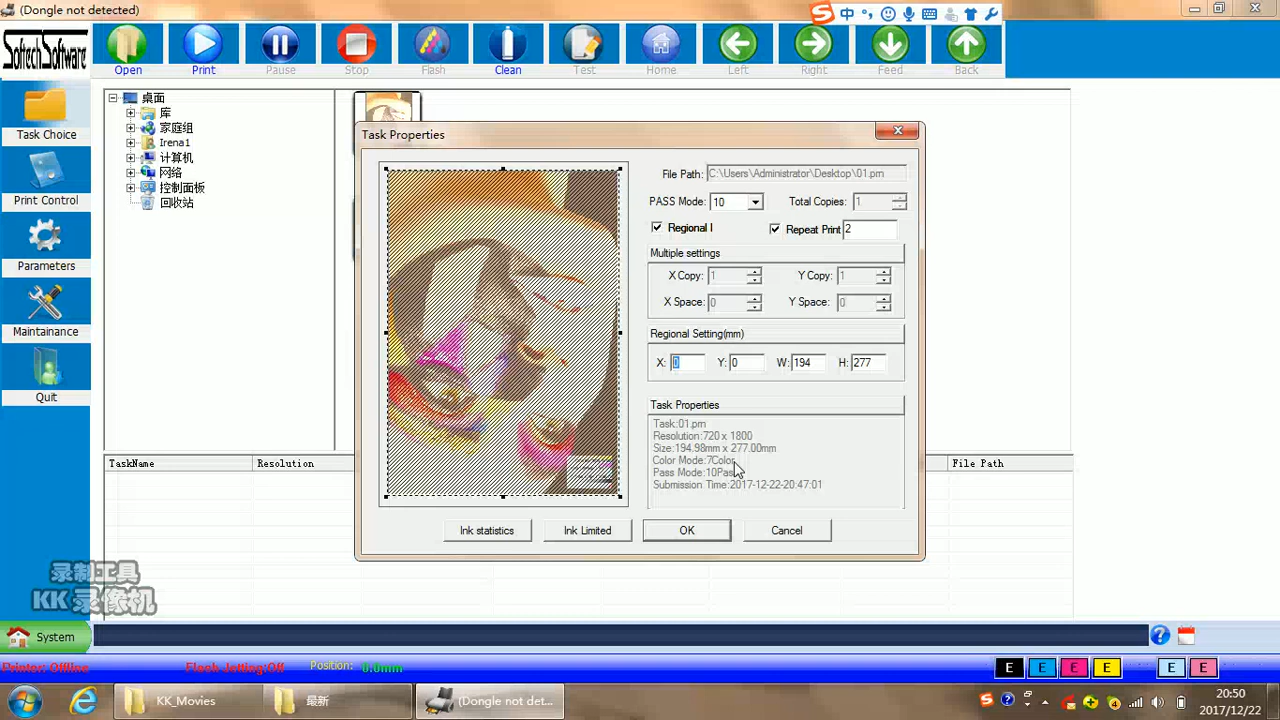 (Dongle not detected)
中
SoftechSoftware
Open
Print
Pause
Stop
Flash
Clean
Test
Home
Left
Right
Feed
Back
Task Choice
Print Control
Parameters
Maintainance
Quit
桌面
库
家庭组
Irena1
计算机
网络
控制面板
回收站
Task Properties
File Path: C:\Users\Administrator\Desktop\01.pm
PASS Mode: 10 Total Copies: 1
Regional I Repeat Print 2
Multiple settings
X Copy: 1 Y Copy: 1
X Space: 0 Y Space: 0
Regional Setting(mm)
X: 0 Y: 0 W: 194 H: 277
Task Properties
Task:01.pm
Resolution:720 x 1800
Size:194.98mm x 277.00mm
Color Mode:7Color
Pass Mode:10Pas
Submission Time:2017-12-22-20:47:01
Ink statistics Ink Limited OK Cancel
TaskName Resolution File Path
录制工具
KK 录像机
System
Printer: Offline Flash Jetting:Off Position: 0.0mm
E E E E E E
KK_Movies 最新 (Dongle not det...
20:50
2017/12/22